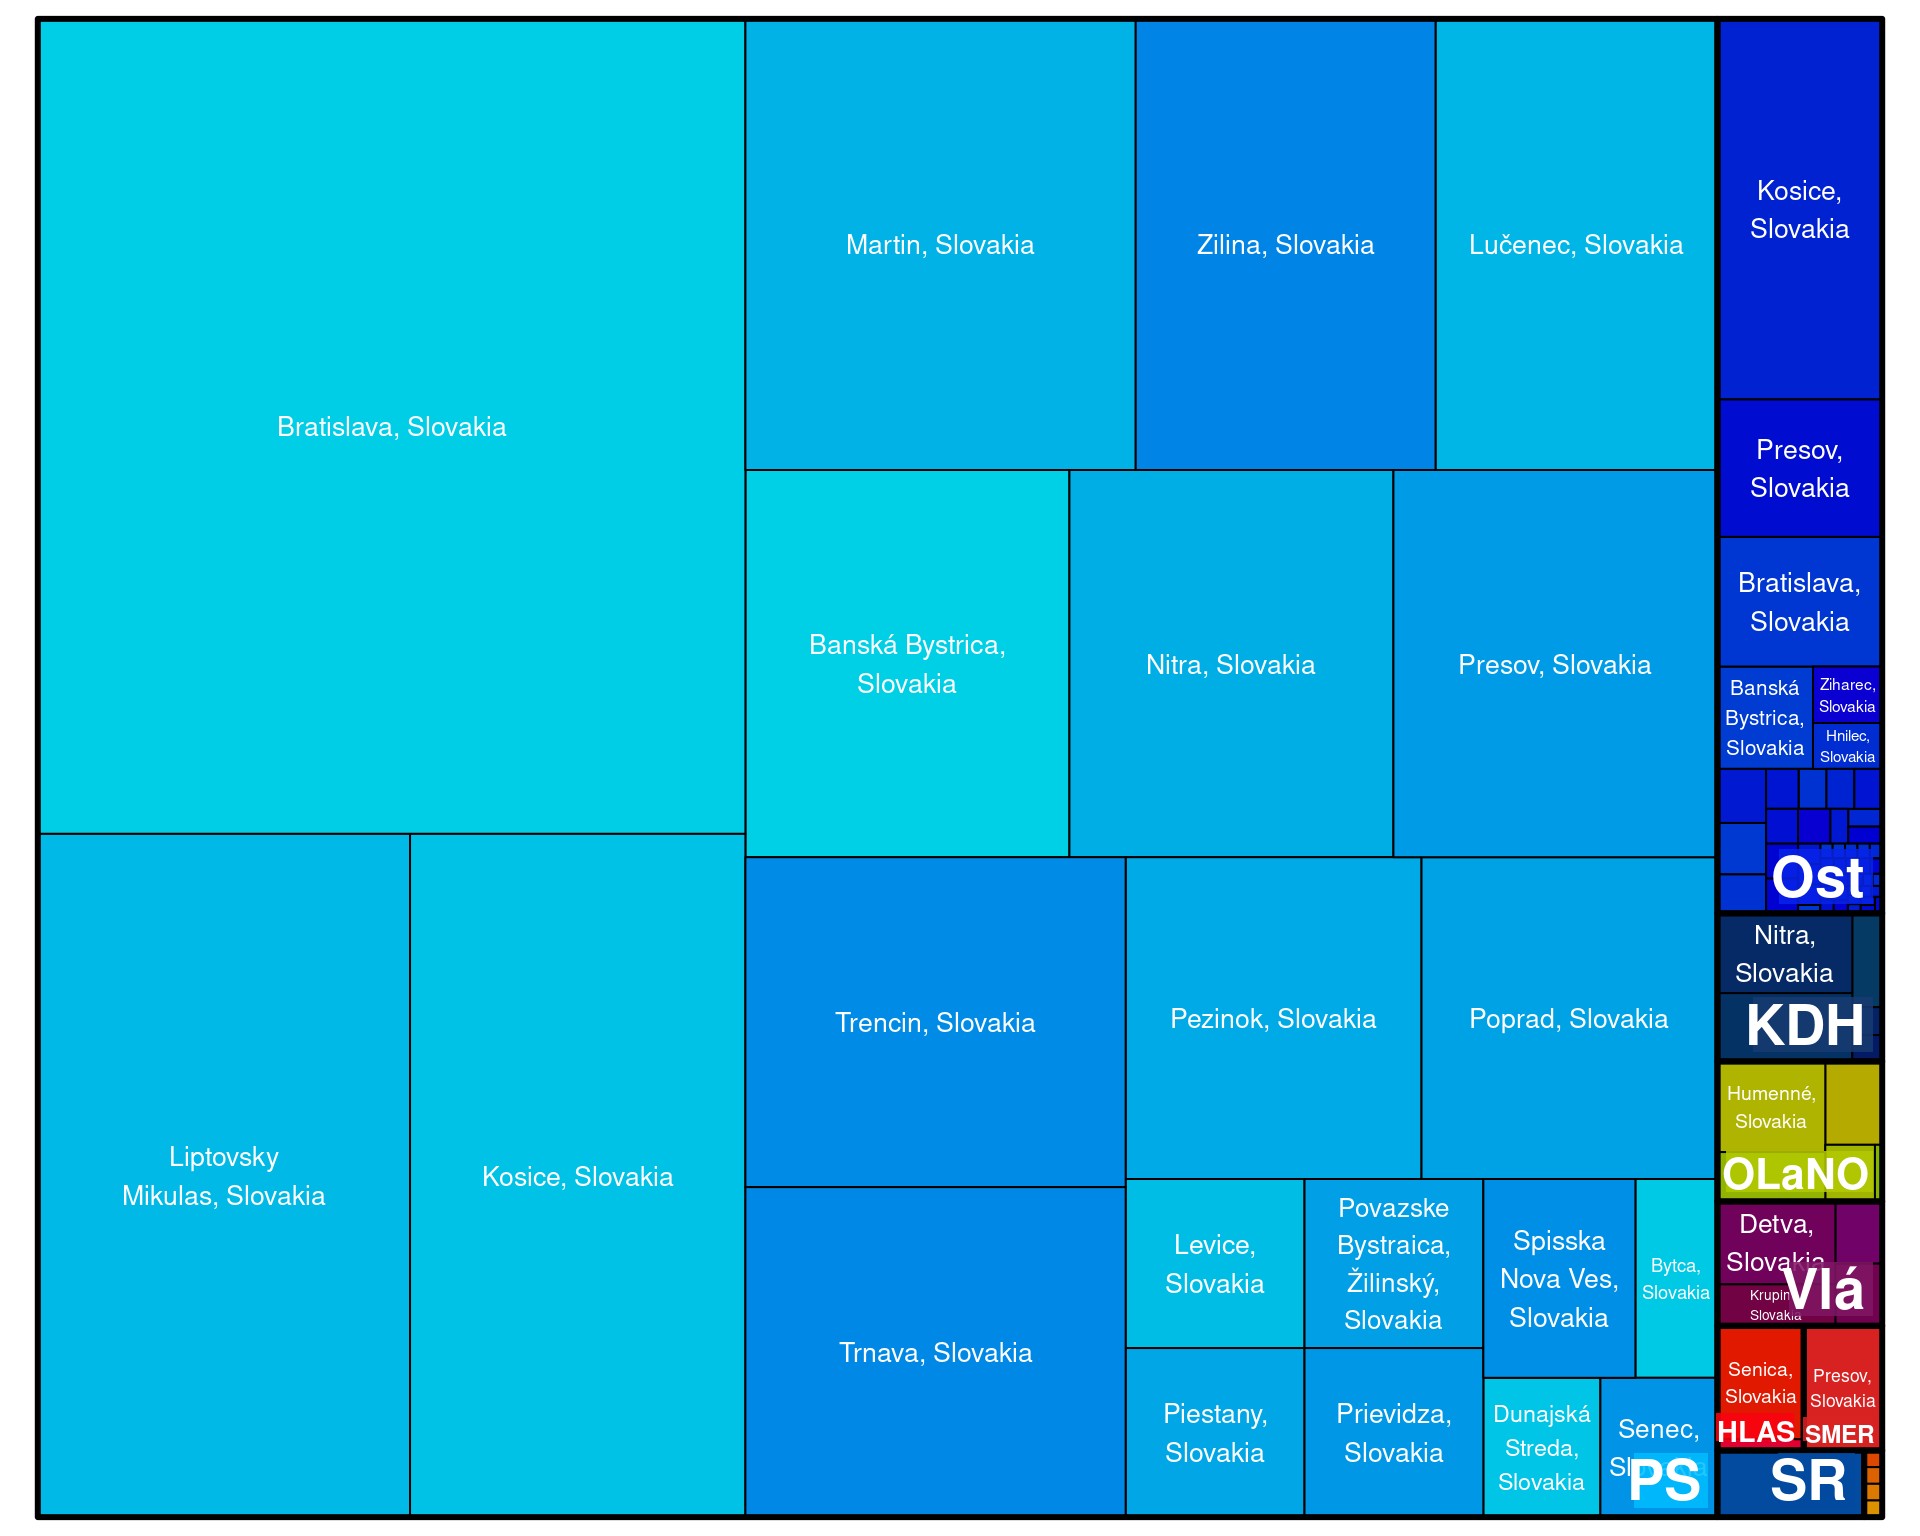 Bratislava, Slovakia
Martin, Slovakia
Zilina, Slovakia
Lučenec, Slovakia
Banská Bystrica,
Slovakia
Nitra, Slovakia
Presov, Slovakia
Liptovsky
Mikulas, Slovakia
Kosice, Slovakia
Trencin, Slovakia
Pezinok, Slovakia
Poprad, Slovakia
Trnava, Slovakia
Levice,
Slovakia
Povazske
Bystraica,
Žilinský,
Slovakia
Spisska
Nova Ves,
Slovakia
Bytca,
Slovakia
Piestany,
Slovakia
Prievidza,
Slovakia
Dunajská
Streda,
Slovakia
Senec,
PS
Kosice,
Slovakia
Presov,
Slovakia
Bratislava,
Slovakia
Banská
Bystrica,
Slovakia
Ziharec,
Slovakia
Hnilec,
Slovakia
Ost
Nitra,
Slovakia
KDH
Humenné,
Slovakia
OLaNO
Detva,
Slovakia
Vlá
Slovakia
Senica,
Slovakia
HLAS
Presov,
Slovakia
SMER
SR